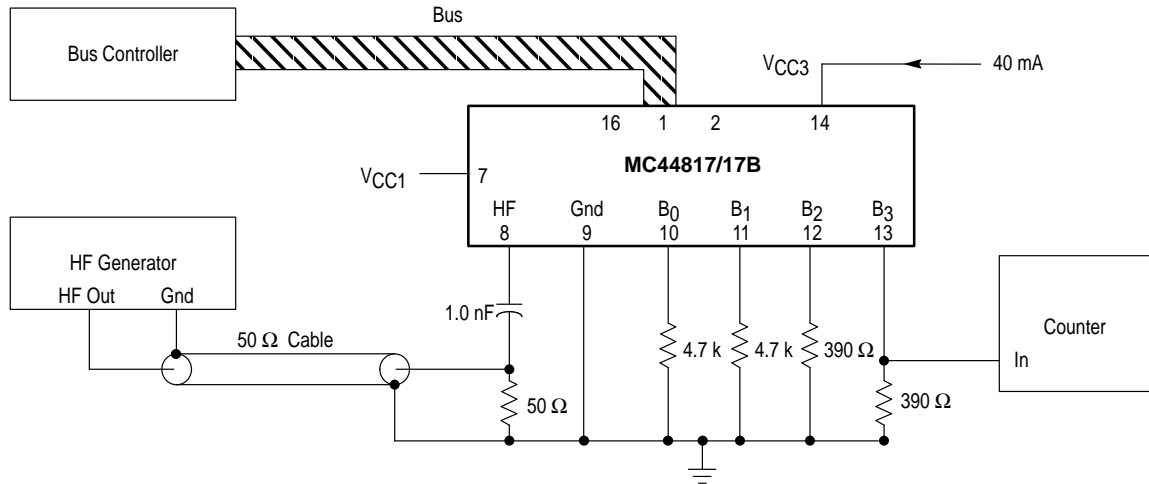 Bus
Bus Controller
VCC3
40 mA
16 1 2 14
MC44817/17B
VCC1
7
HF Gnd B0 B1 B2 B3
8 9 10 11 12 13
HF Generator
HF Out Gnd
1.0 nF
50 Ω Cable
4.7 k 4.7 k 390 Ω
Counter
In
50 Ω
390 Ω